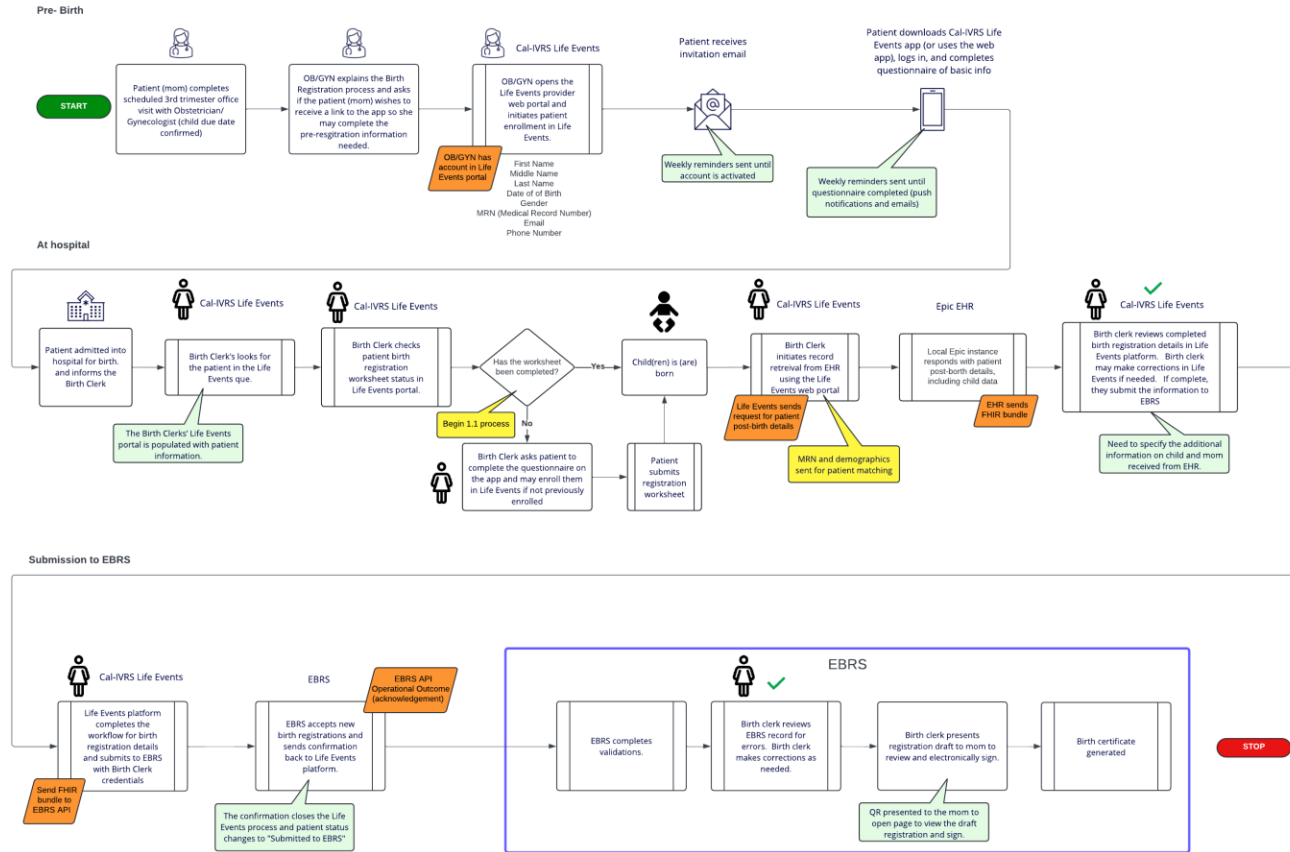 Pre- Birth
START
Patient (mom) completes
scheduled 3rd trimester office
visit with Obstetrician/
Gynecologist (child due date
confirmed)
OB/GYN explains the Birth
Registration process and asks
if the patient (mom) wishes to
receive a link to the app so she
may complete the
pre-resgitration information
needed.
Cal-IVRS Life Events
OB/GYN opens the
Life Events provider
web portal and
initiates patient
enrollment in Life
Events.
OB/GYN has
account in Life
Events portal
First Name
Middle Name
Last Name
Date of of Birth
Gender
MRN (Medical Record Number)
Email
Phone Number
Patient receives
invitation email
Weekly reminders sent until
account is activated
Patient downloads Cal-IVRS Life
Events app (or uses the web
app), logs in, and completes
questionnaire of basic info
Weekly reminders sent until
questionnaire completed (push
notifications and emails)
At hospital
Patient admitted into
hospital for birth.
and informs the
Birth Clerk
Cal-IVRS Life Events
Birth Clerk's looks for
the patient in the Life
Events que.
The Birth Clerks' Life Events
portal is populated with patient
information.
Cal-IVRS Life Events
Birth Clerk checks
patient birth
registration
worksheet status in
Life Events portal.
Has the worksheet
been completed?
Yes
No
Begin 1.1 process
Birth Clerk asks patient to
complete the questionnaire on
the app and may enroll them
in Life Events if not previously
enrolled
Patient
submits
registration
worksheet
Child(ren) is (are)
born
Cal-IVRS Life Events
Birth Clerk
initiates record
retreival from EHR
using the Life
Events web portal
Life Events sends
request for patient
post-birth details
MRN and demographics
sent for patient matching
Epic EHR
Local Epic instance
responds with patient
post-borth details,
including child data
EHR sends
FHIR bundle
Cal-IVRS Life Events
Birth clerk reviews completed
birth registration details in Life
Events platform. Birth clerk
may make corrections in Life
Events if needed. If complete,
they submit the information to
EBRS
Need to specify the additional
information on child and mom
received from EHR.
Submission to EBRS
Cal-IVRS Life Events
Life Events platform
completes the
workflow for birth
registration details
and submits to EBRS
with Birth Clerk
credentials
Send FHIR
bundle to
EBRS API
EBRS
EBRS accepts new
birth registrations and
sends confirmation
back to Life Events
platform.
EBRS API
Operational Outcome
(acknowledgement)
The confirmation closes the Life
Events process and patient status
changes to "Submitted to EBRS"
EBRS
EBRS completes
validations.
Birth clerk reviews
EBRS record for
errors. Birth clerk
makes corrections as
needed.
Birth clerk presents
registration draft to mom to
review and electronically sign.
QR presented to the mom to
open page to view the draft
registration and sign.
Birth certificate
generated
STOP